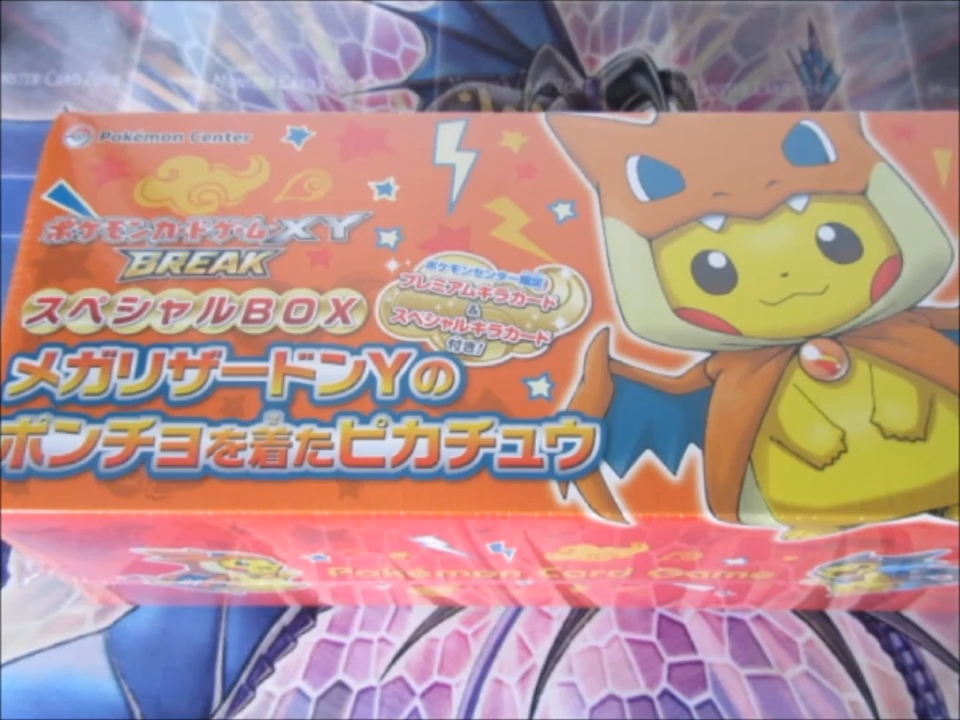 Pokémon Center
ポケモンカードゲーム XY
BREAK
スペシャルBOX
ポケモンセンター限定!
プレミアムキラカード
&
スペシャルキラカード
付き!
メガリザードンYの
ポンチョを着たピカチュウ
Pokémon Card Game